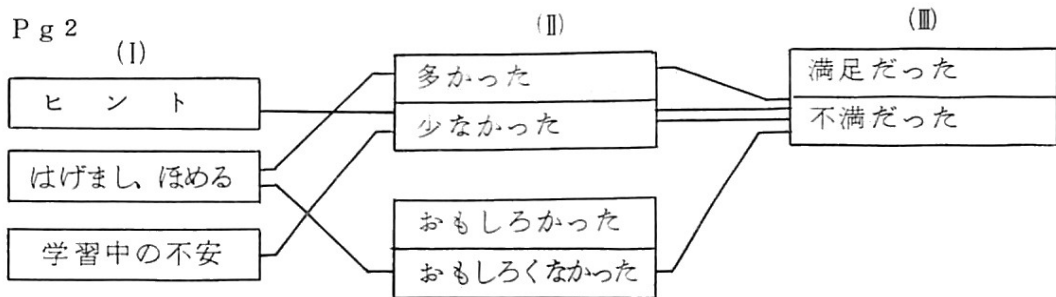 Pg2
(Ⅰ)
(Ⅱ)
(Ⅲ)
ヒント
はげまし、ほめる
学習中の不安
多かった
少なかった
おもしろかった
おもしろくなかった
満足だった
不満だった